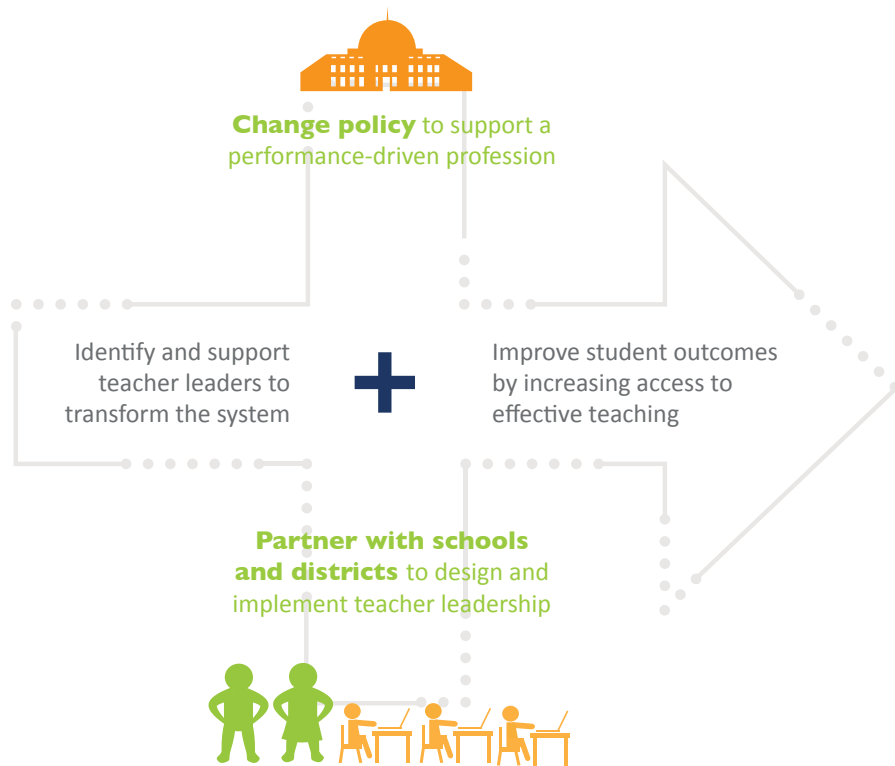 Change policy to support a
performance-driven profession
Identify and support
teacher leaders to
transform the system
Improve student outcomes
by increasing access to
effective teaching
Partner with schools
and districts to design and
implement teacher leadership